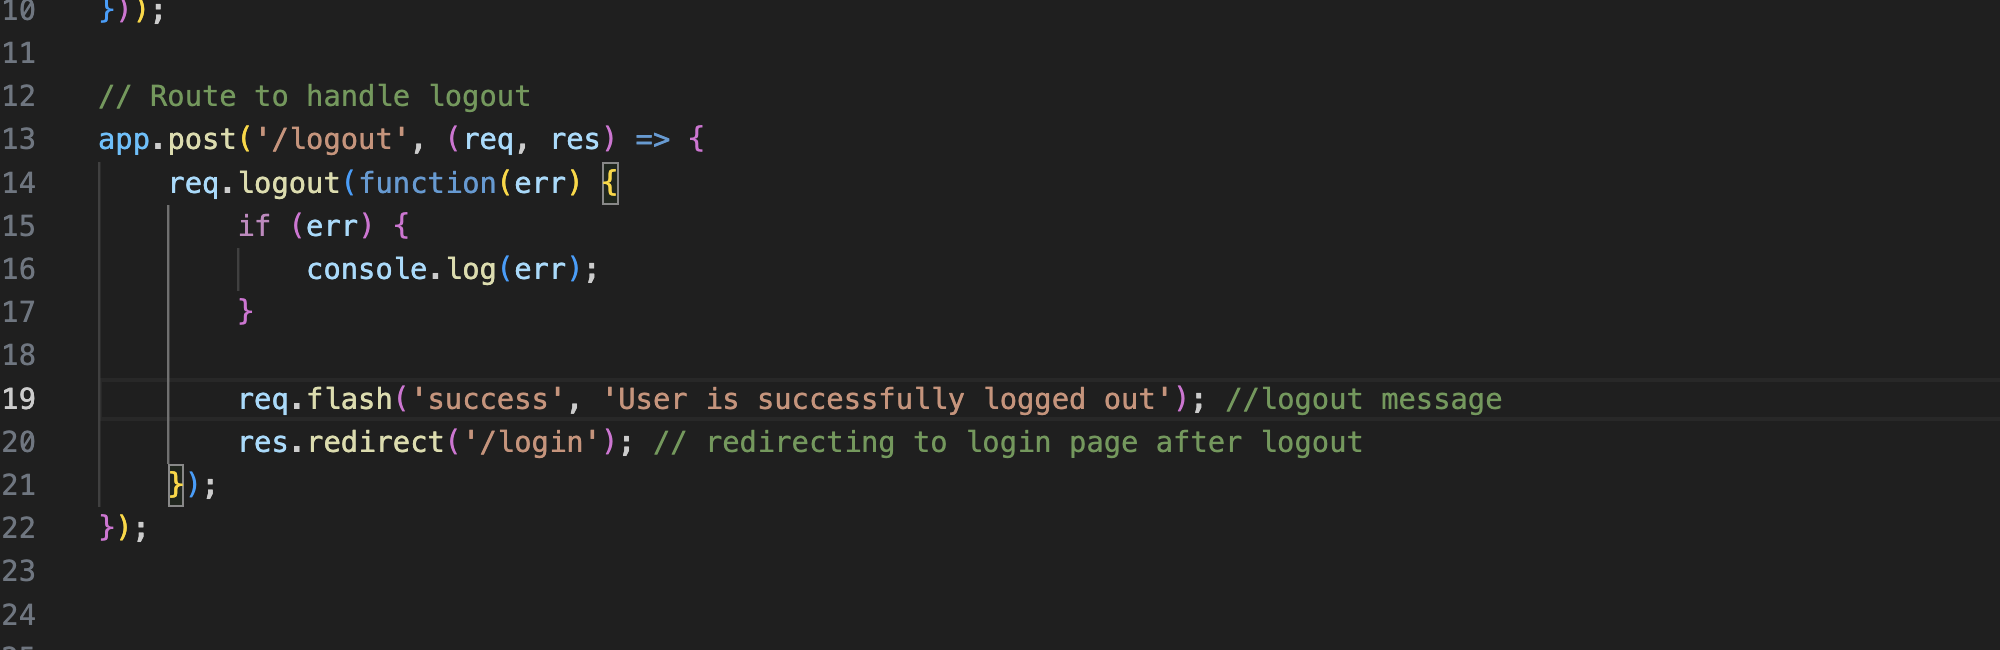 10 }));
11
12 // Route to handle logout
13 app.post('/logout', (req, res) => {
14 req.logout(function(err) {
15 if (err) {
16 console.log(err);
17 }
18
19 req.flash('success', 'User is successfully logged out'); //logout message
20 res.redirect('/login'); // redirecting to login page after logout
21 });
22 });
23
24